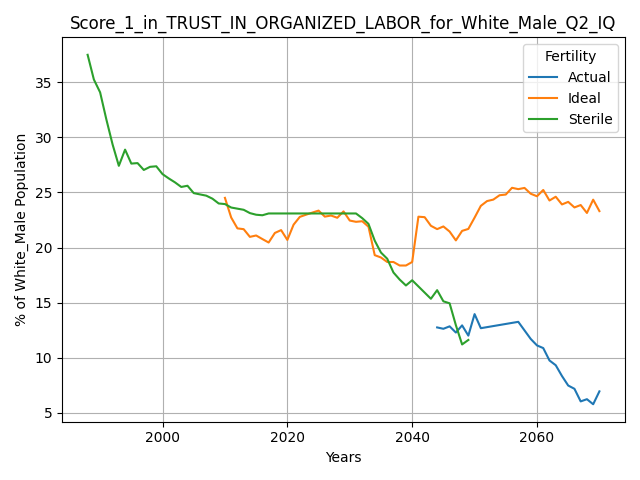 Score_1_in_TRUST_IN_ORGANIZED_LABOR_for_White_Male_Q2_IQ
Fertility
Actual
Ideal
Sterile
% of White_Male Population
35
30
25
20
15
10
5
2000
2020
2040
2060
Years